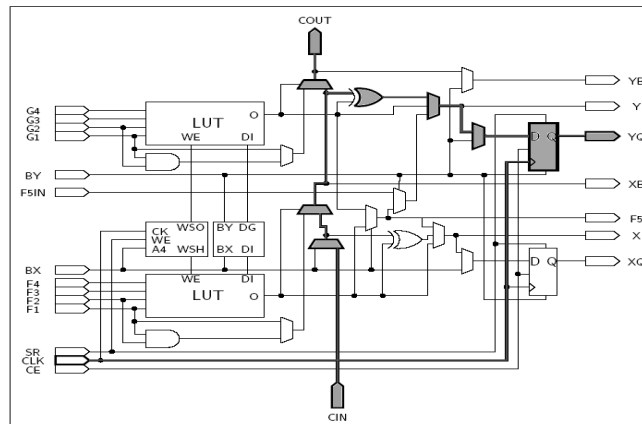 COUT
G4
G3
G2
G1
LUT
O
WE
DI
YB
Y
D
Q
YQ
BY
F5IN
XB
CK
WSO
WE
A4
WSH
BY
DG
BX
DI
F5
X
BX
WE
DI
F4
F3
F2
F1
LUT
O
D
Q
XQ
SR
CLK
CE
CIN